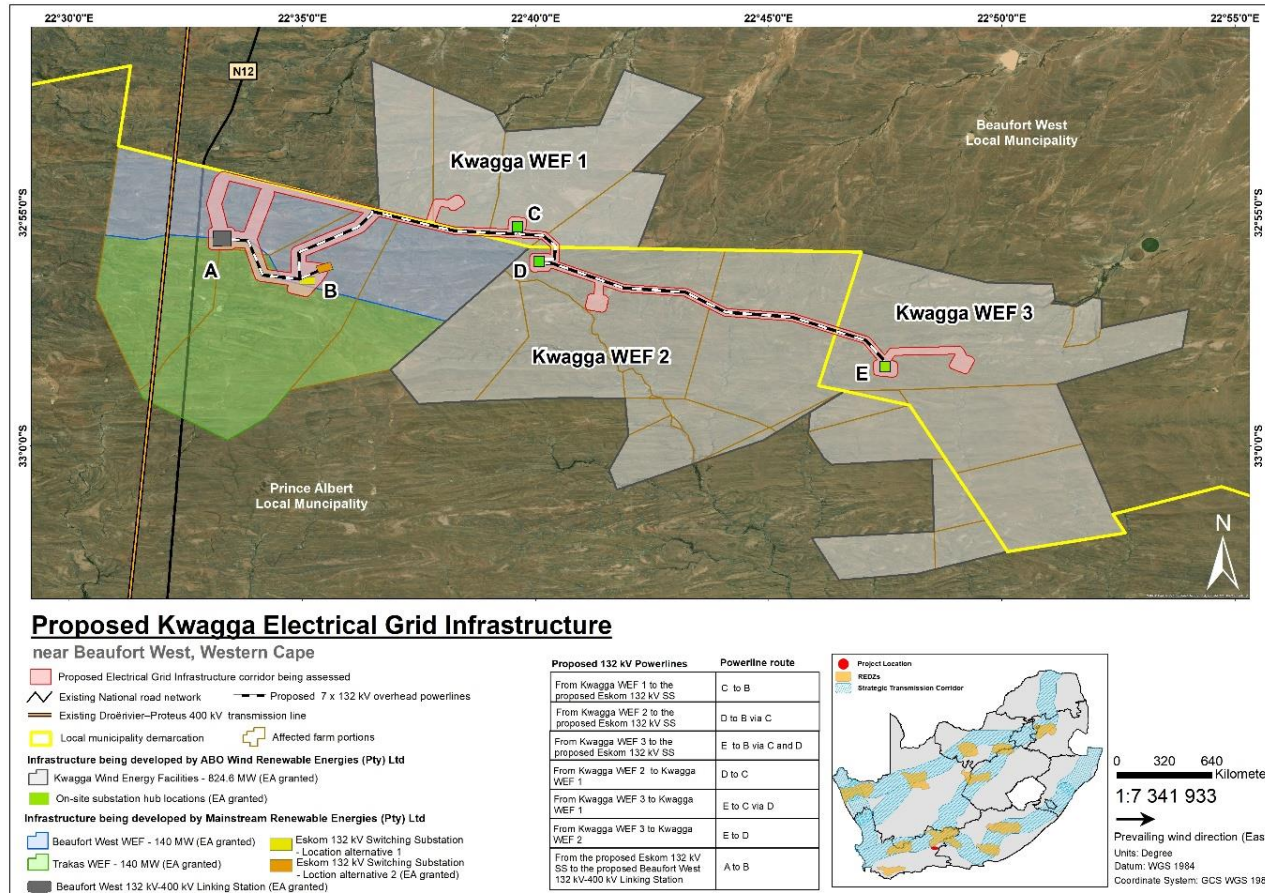 22°30'0"E
22°35'0"E
22°40'0"E
22°45'0"E
22°50'0"E
22°55'0"E
N12
Beaufort West
Local Muncipality
Kwagga WEF 1
32°55'0"S
32°55'0"S
C
A
D
B
Kwagga WEF 3
Kwagga WEF 2
E
33°0'0"S
33°0'0"S
Prince Albert
Local Muncipality
N
Proposed Kwagga Electrical Grid Infrastructure
near Beaufort West, Western Cape
Proposed Electrical Grid Infrastructure corridor being assessed
Existing National road network
Proposed 7 x 132 kV overhead powerlines
Existing Droërivier–Proteus 400 kV transmission line
Local municipality demarcation
Affected farm portions
Infrastructure being developed by ABO Wind Renewable Energies (Pty) Ltd
Kwagga Wind Energy Facilities - 824.6 MW (EA granted)
On-site substation hub locations (EA granted)
Infrastructure being developed by Mainstream Renewable Energies (Pty) Ltd
Beaufort West WEF - 140 MW (EA granted)
Trakas WEF - 140 MW (EA granted)
Beaufort West 132 kV-400 kV Linking Station (EA granted)
Eskom 132 kV Switching Substation
- Location alternative 1
Eskom 132 kV Switching Substation
- Loction alternative 2 (EA granted)
Proposed 132 kV Powerlines
Powerline route
From Kwagga WEF 1 to the
proposed Eskom 132 kV SS
C to B
From Kwagga WEF 2 to the
proposed Eskom 132 kV SS
D to B via C
From Kwagga WEF 3 to the
proposed Eskom 132 kV SS
E to B via C and D
From Kwagga WEF 2 to Kwagga
WEF 1
D to C
From Kwagga WEF 3 to Kwagga
WEF 1
E to C via D
From Kwagga WEF 3 to Kwagga
WEF 2
E to D
From the proposed Eskom 132 kV
SS to the proposed Beaufort West
132 kV-400 kV Linking Station
A to B
Project Location
REDZs
Strategic Transmission Corridor
0 320 640
Kilomete
1:7 341 933
Prevailing wind direction (Eas
Units: Degree
Datum: WGS 1984
Coordinate System: GCS WGS 198